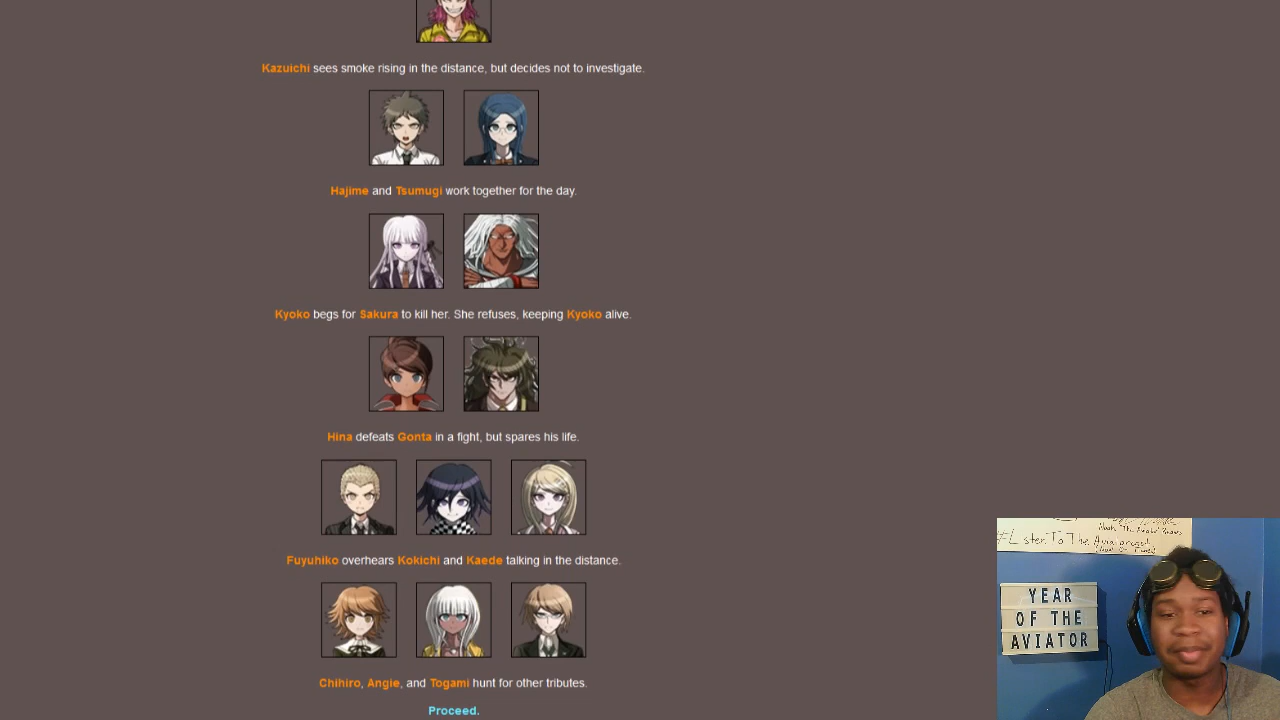 Kazuichi sees smoke rising in the distance, but decides not to investigate.
Hajime and Tsumugi work together for the day.
Kyoko begs for Sakura to kill her. She refuses, keeping Kyoko alive.
Hina defeats Gonta in a fight, but spares his life.
Fuyuhiko overhears Kokichi and Kaede talking in the distance.
Chihiro, Angie, and Togami hunt for other tributes.
Proceed.
YEAR
OF THE
AVIATOR